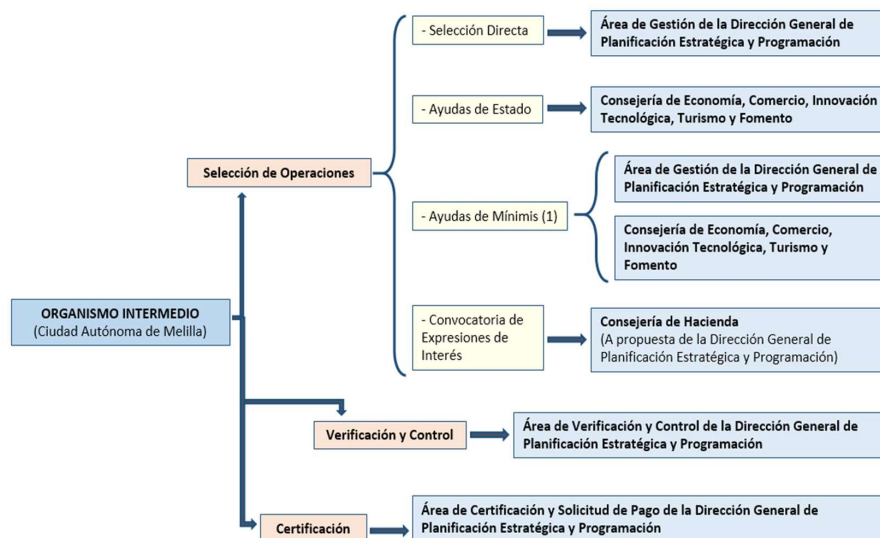 - Selección Directa
Área de Gestión de la Dirección General de
Planificación Estratégica y Programación
- Ayudas de Estado
Consejería de Economía, Comercio, Innovación
Tecnológica, Turismo y Fomento
Selección de Operaciones
- Ayudas de Mínimis (1)
Área de Gestión de la Dirección General de
Planificación Estratégica y Programación
Consejería de Economía, Comercio,
Innovación Tecnológica, Turismo y
Fomento
ORGANISMO INTERMEDIO
(Ciudad Autónoma de Melilla)
- Convocatoria de
Expresiones de
Interés
Consejería de Hacienda
(A propuesta de la Dirección General de
Planificación Estratégica y Programación)
Verificación y Control
Área de Verificación y Control de la Dirección General de
Planificación Estratégica y Programación
Certificación
Área de Certificación y Solicitud de Pago de la Dirección General de
Planificación Estratégica y Programación